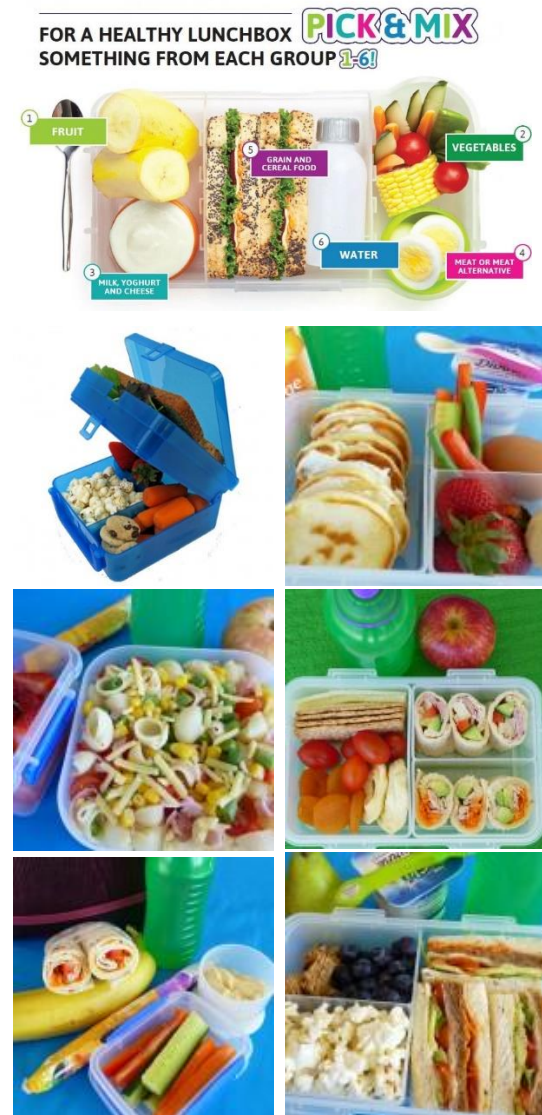 FOR A HEALTHY LUNCHBOX PICK & MIX
SOMETHING FROM EACH GROUP 1-6!
1
FRUIT
2
VEGETABLES
5
GRAIN AND
CEREAL FOOD
6
WATER
4
MEAT OR MEAT
ALTERNATIVE
3
MILK, YOGHURT
AND CHEESE